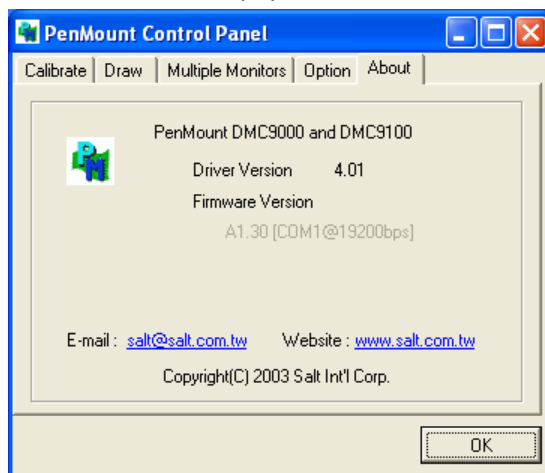 PenMount Control Panel
Calibrate Draw Multiple Monitors Option About
PenMount DMC9000 and DMC9100
Driver Version 4.01
Firmware Version
A1.30 [COM1@19200bps]
E-mail : salt@salt.com.tw Website : www.salt.com.tw
Copyright(C) 2003 Salt Int'l Corp.
OK